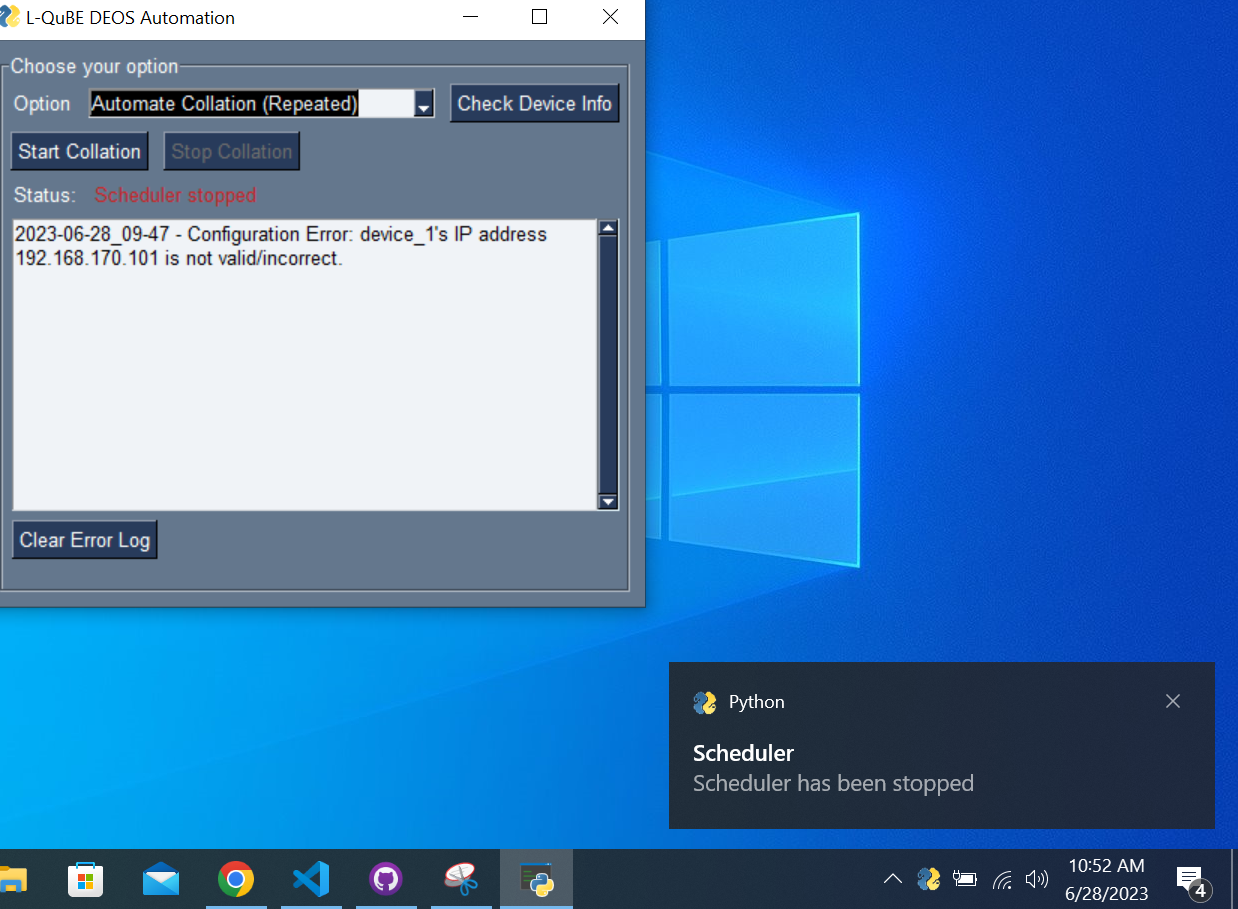 L-QuBE DEOS Automation
Choose your option
Option Automate Collation (Repeated) Check Device Info
Start Collation Stop Collation
Status: Scheduler stopped
2023-06-28_09-47 - Configuration Error: device_1's IP address
192.168.170.101 is not valid/incorrect.
Clear Error Log
Python
Scheduler
Scheduler has been stopped
10:52 AM
6/28/2023
4